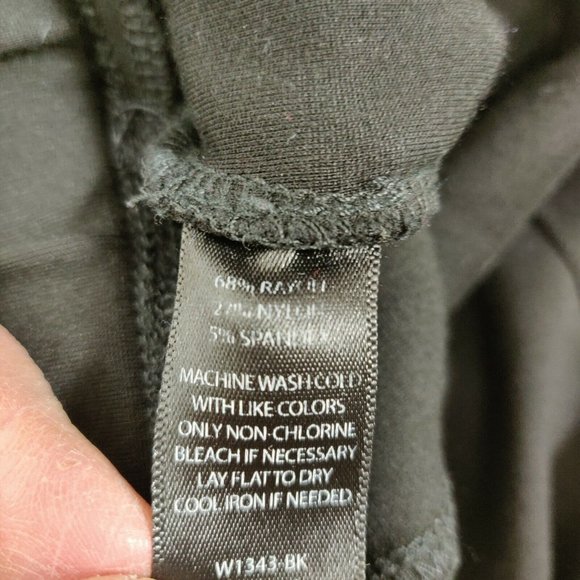 68% RAYON
27% NYLON
5% SPANDEX
MACHINE WASH COLD
WITH LIKE COLORS
ONLY NON-CHLORINE
BLEACH IF NECESSARY
LAY FLAT TO DRY
COOL IRON IF NEEDED
W1343-BK